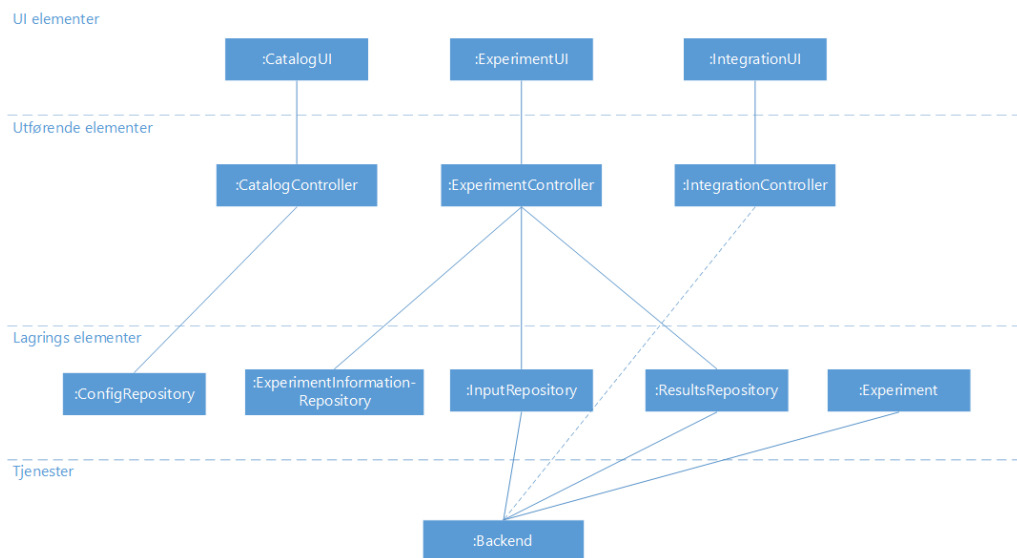 UI elementer
:CatalogUI
:ExperimentUI
:IntegrationUI
Utførende elementer
:CatalogController
:ExperimentController
:IntegrationController
Lagrings elementer
:ConfigRepository
:ExperimentInformation-
Repository
:InputRepository
:ResultsRepository
:Experiment
Tjenester
:Backend